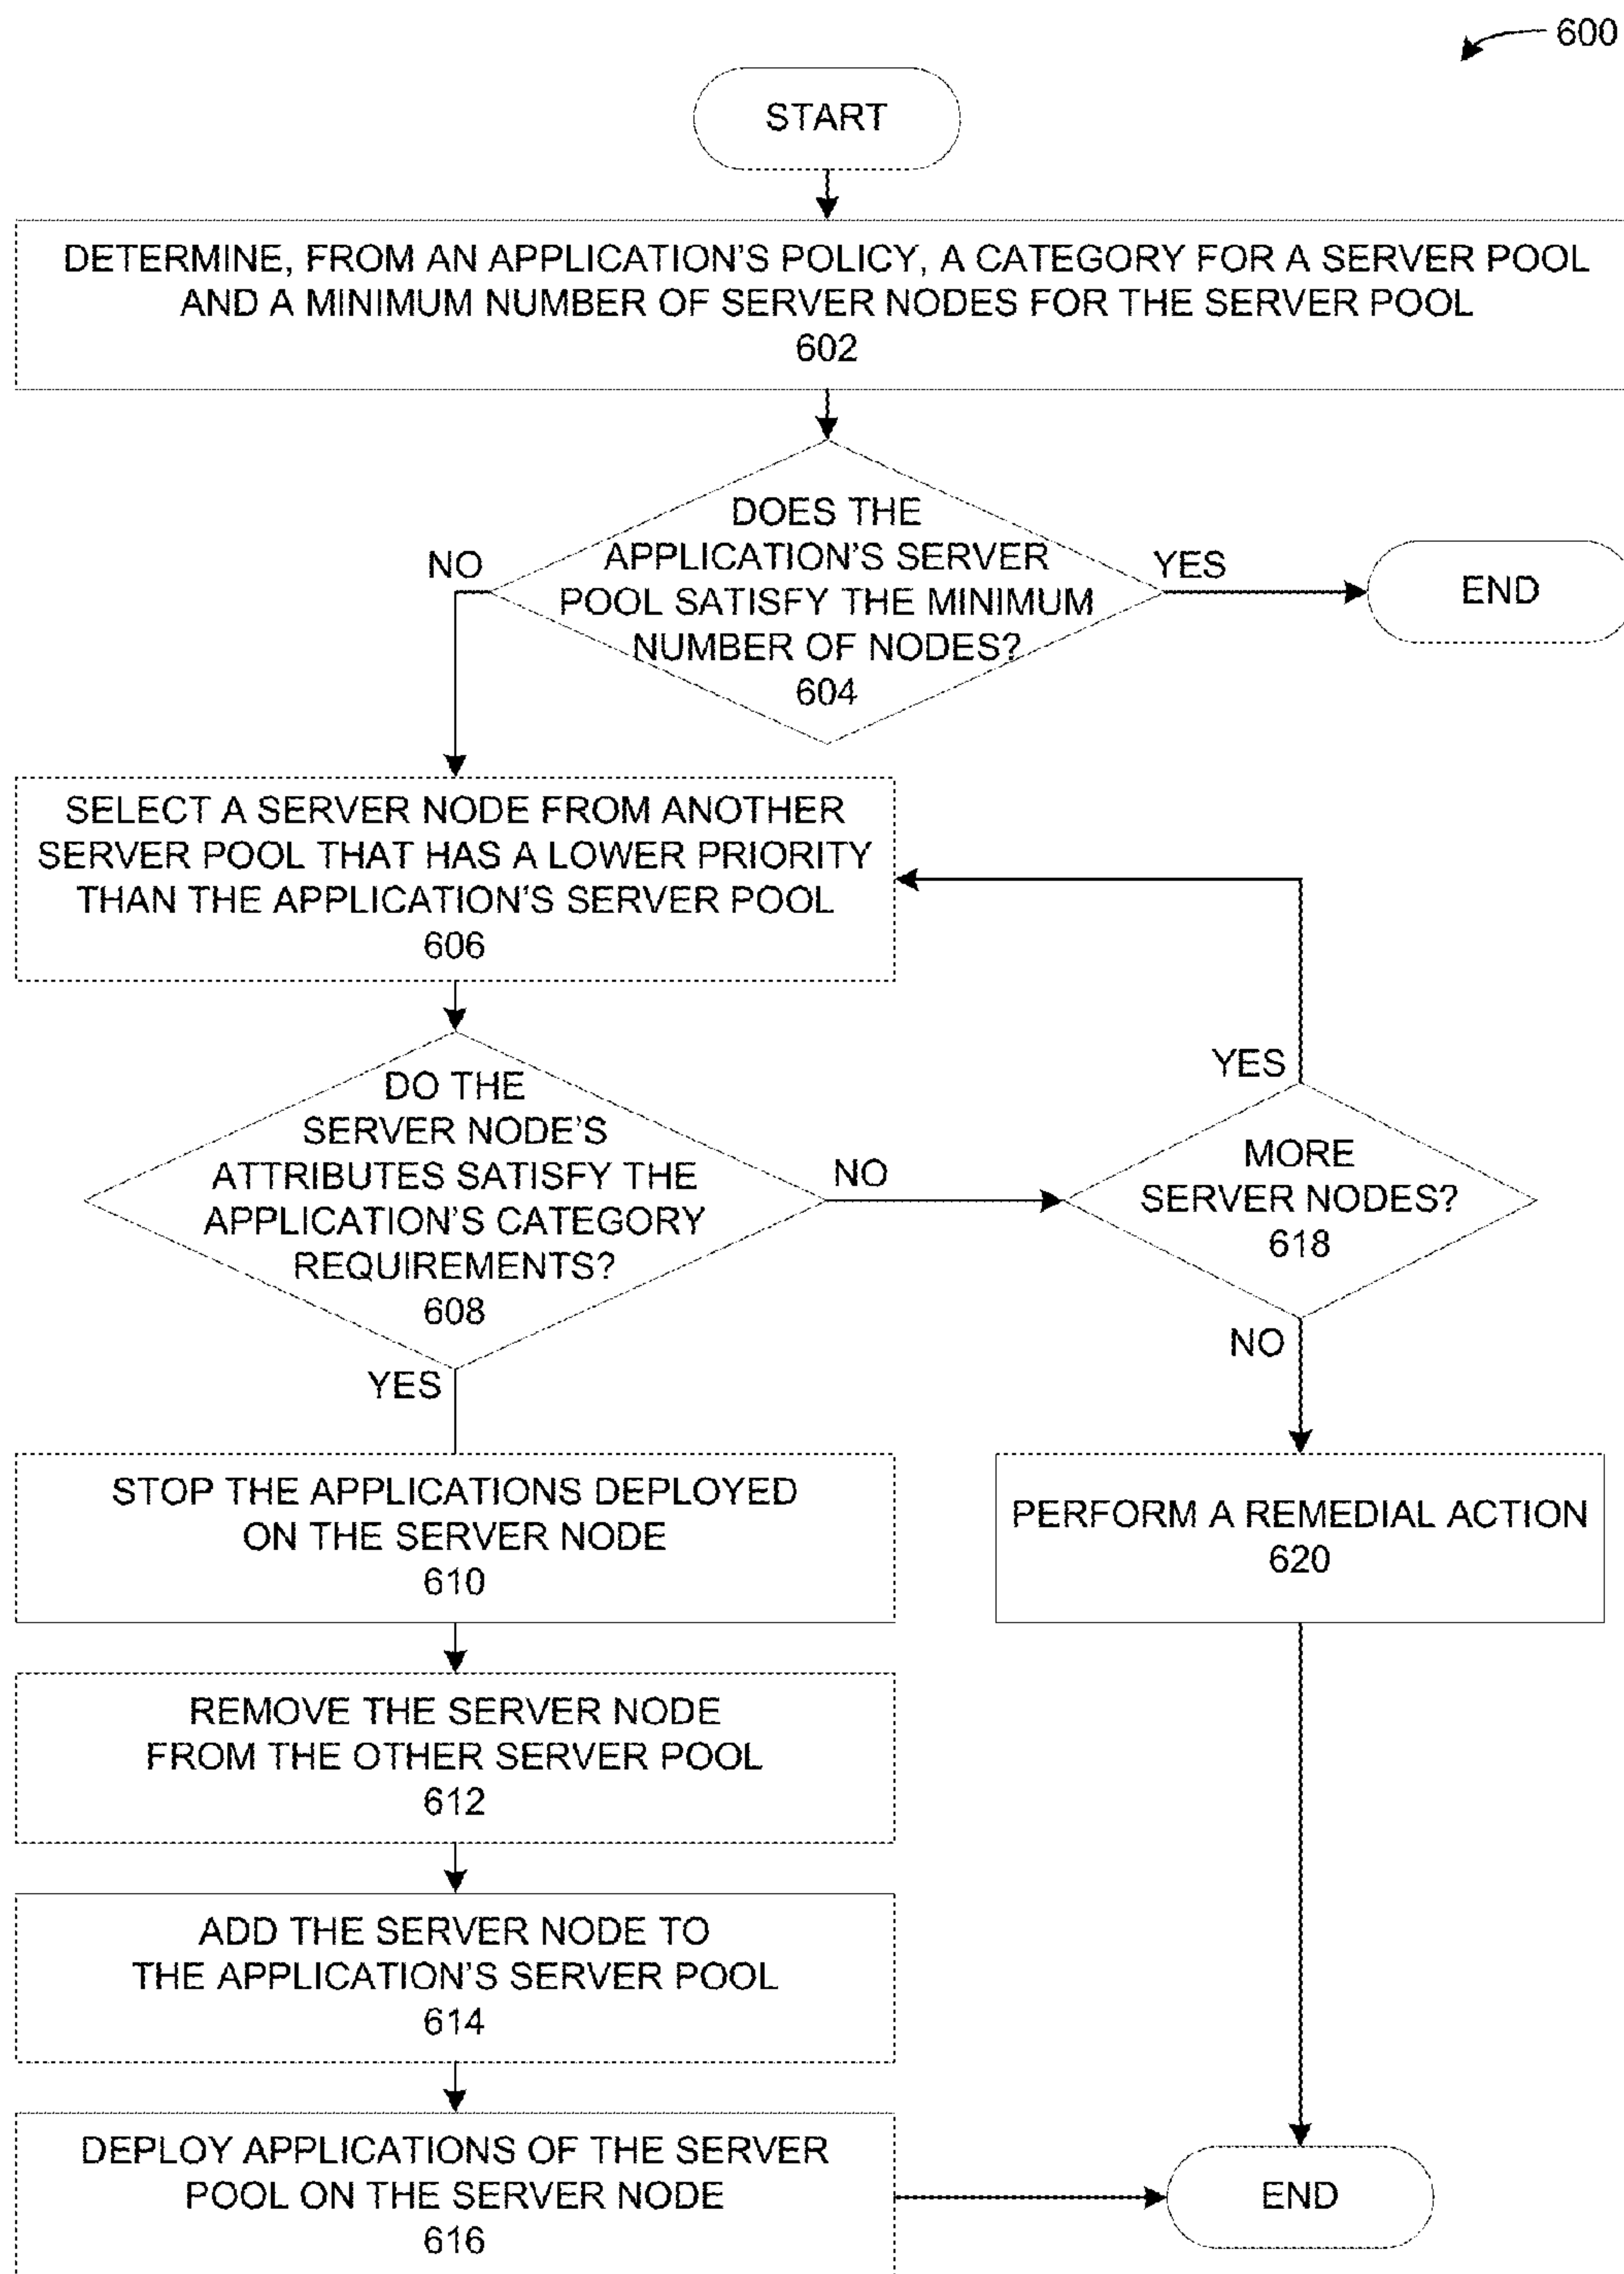 600
START
DETERMINE, FROM AN APPLICATION'S POLICY, A CATEGORY FOR A SERVER POOL
AND A MINIMUM NUMBER OF SERVER NODES FOR THE SERVER POOL
602
DOES THE
APPLICATION'S SERVER
POOL SATISFY THE MINIMUM
NUMBER OF NODES?
604
NO
YES
END
SELECT A SERVER NODE FROM ANOTHER
SERVER POOL THAT HAS A LOWER PRIORITY
THAN THE APPLICATION'S SERVER POOL
606
DO THE
SERVER NODE'S
ATTRIBUTES SATISFY THE
APPLICATION'S CATEGORY
REQUIREMENTS?
608
NO
YES
MORE
SERVER NODES?
618
NO
YES
STOP THE APPLICATIONS DEPLOYED
ON THE SERVER NODE
610
PERFORM A REMEDIAL ACTION
620
REMOVE THE SERVER NODE
FROM THE OTHER SERVER POOL
612
ADD THE SERVER NODE TO
THE APPLICATION'S SERVER POOL
614
DEPLOY APPLICATIONS OF THE SERVER
POOL ON THE SERVER NODE
616
END